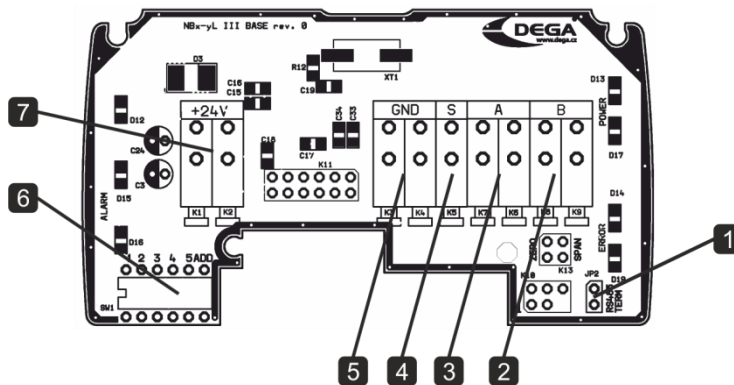 NBx-yL III BASE rev. 0
DEGA
www.dega.cz
D3
R12
XT1
C16
C15
C19
D13
POWER
D12
+24V
C34
C33
GND
S
A
B
7
C24
C18
C17
K11
D17
C3
D15
ALARM
6
K1
K2
K3
K4
K5
K7
K6
K8
K9
D14
ERROR
D16
2
3
4
5
ADD
ZERO
SPAN
K13
1
SW1
K10
JP2
RS485
TERM
D19
5
4
3
2